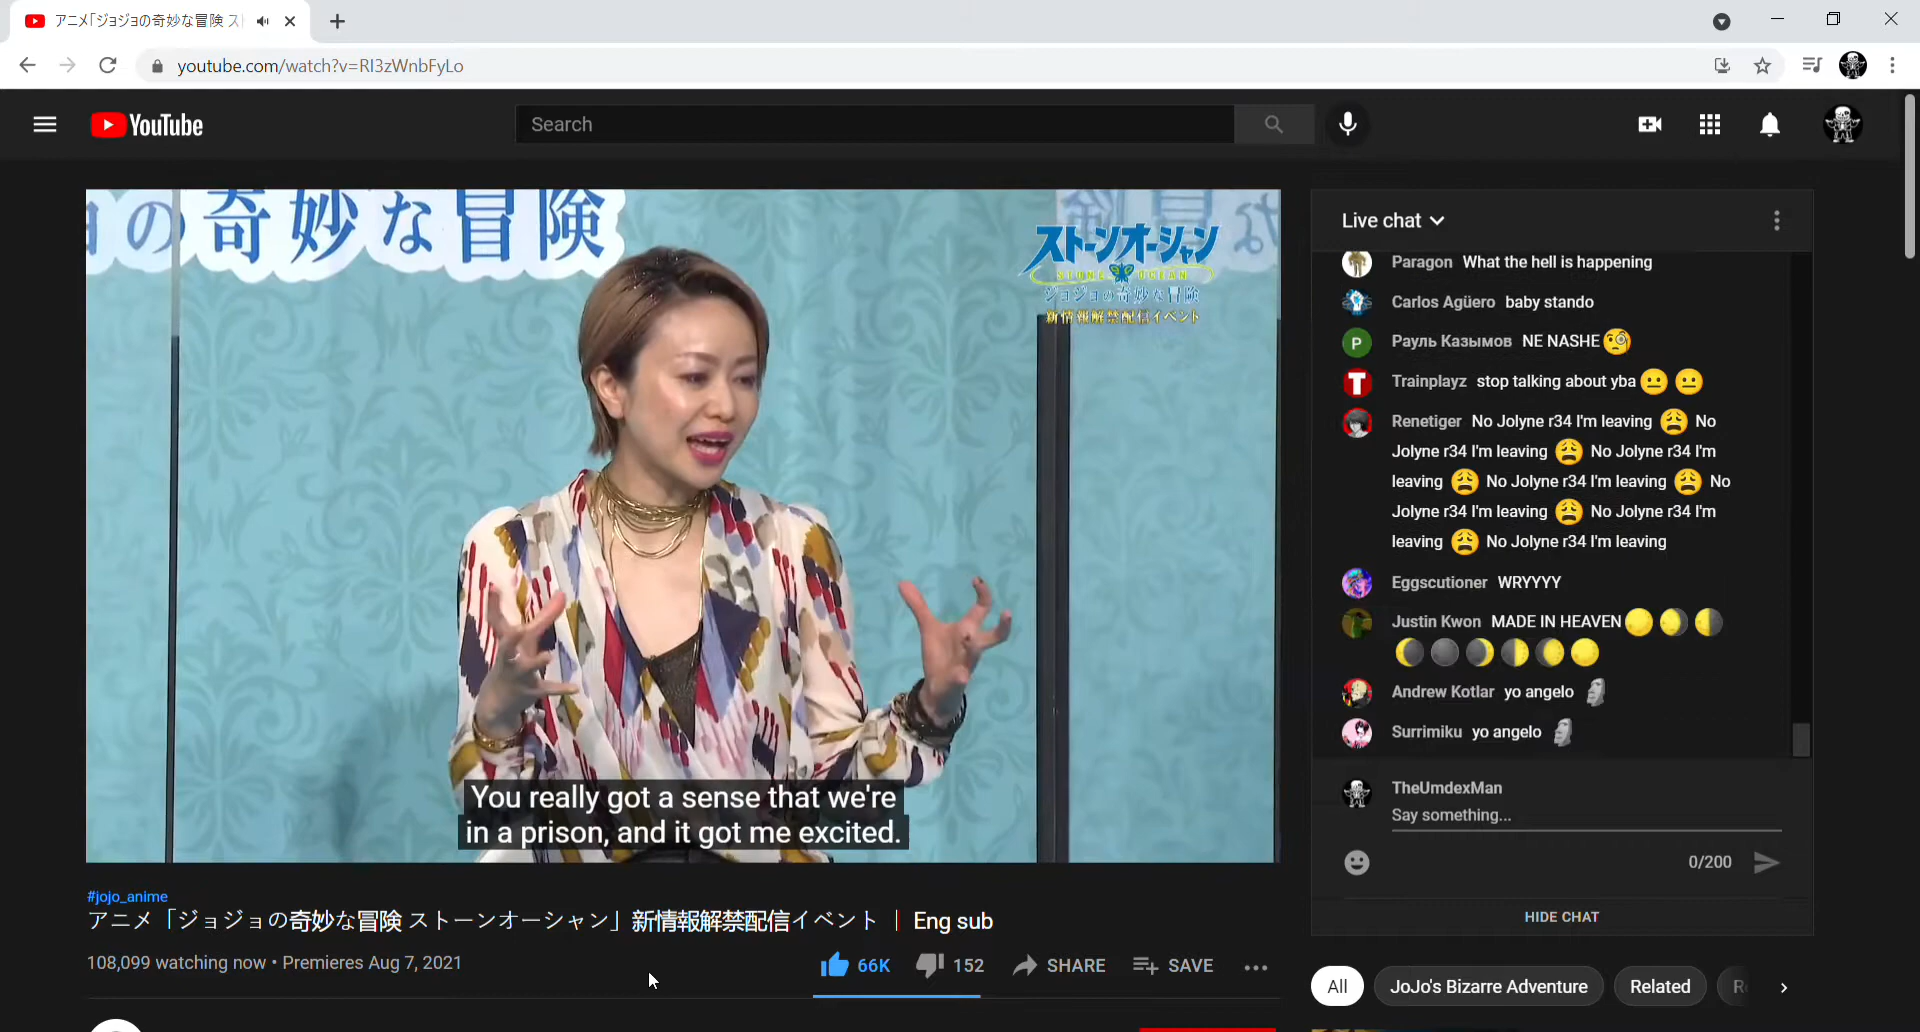 アニメ「ジョジョの奇妙な冒険 ス
youtube.com/watch?v=RI3zWnbFyLo
YouTube
Search
の奇妙な冒険
ストーンオーシャン
STONE OCEAN
ジョジョの奇妙な冒険
新情報解禁配信イベント
You really got a sense that we're
in a prison, and it got me excited.
#jojo_anime
アニメ「ジョジョの奇妙な冒険 ストーンオーシャン」新情報解禁配信イベント ｜ Eng sub
108,099 watching now • Premieres Aug 7, 2021
66K 152 SHARE SAVE
Live chat
Paragon What the hell is happening
Carlos Agüero baby stando
Рауль Казымов NE NASHE🧐
P
Trainplayz stop talking about yba😐 😐
T
Renetiger No Jolyne r34 I'm leaving 😩 No
Jolyne r34 I'm leaving 😩 No Jolyne r34 I'm
leaving 😩 No Jolyne r34 I'm leaving 😩 No
Jolyne r34 I'm leaving 😩 No Jolyne r34 I'm
leaving 😩 No Jolyne r34 I'm leaving
Eggscutioner WRYYYY
Justin Kwon MADE IN HEAVEN🌕 🌖 🌗
🌘 🌑 🌒 🌓 🌔 🌕
Andrew Kotlar yo angelo 🗿
Surrimiku yo angelo 🗿
TheUmdexMan
Say something...
0/200
HIDE CHAT
All JoJo's Bizarre Adventure Related